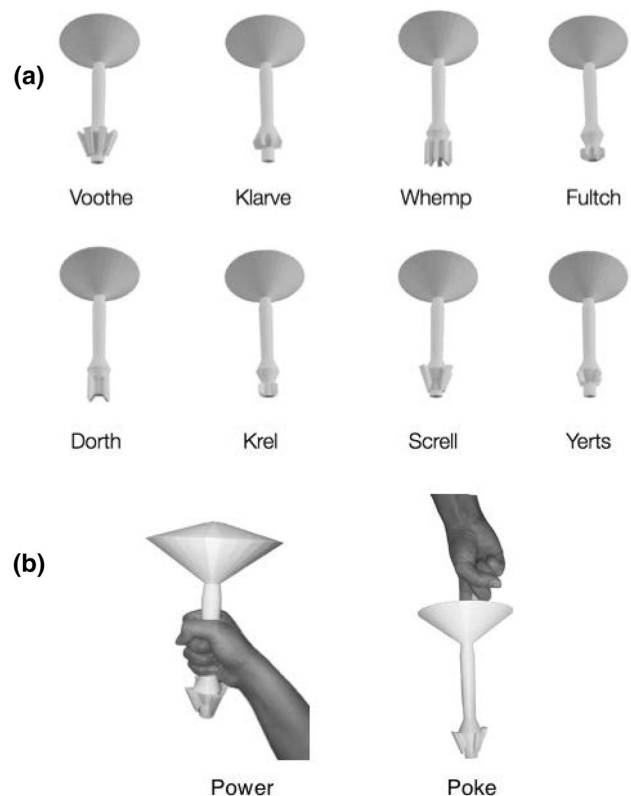 (a)
Voothe Klarve Whemp Fultch
Dorth Krel Screll Yerts
(b)
Power Poke